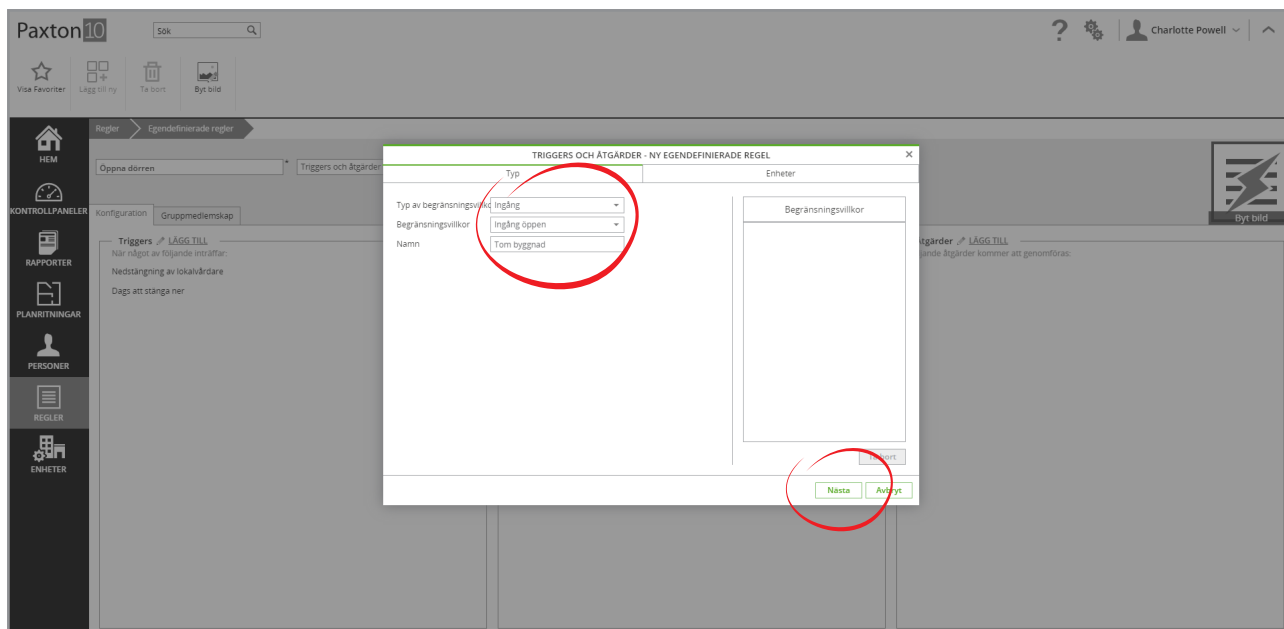 Paxton10
Sök
?
Charlotte Powell
Visa Favoriter
Lägg till ny
Ta bort
Byt bild
Regler
Egendefinierade regler
HEM
KONTROLLPANELER
RAPPORTER
PLANRITNINGAR
PERSONER
REGLER
ENHETER
Öppna dörren
*
Triggers och åtgärder
Byt bild
Konfiguration
Gruppmedlemskap
Triggers LÄGG TILL
När något av följande inträffar:
Nedstängning av lokalvårdare
Dags att stänga ner
TRIGGERS OCH ÅTGÄRDER - NY EGENDEFINIERADE REGEL
Typ
Enheter
Typ av begränsningsvillko
Ingång
Begränsningsvillkor
Ingång öppen
Namn
Tom byggnad
Begränsningsvillkor
Ta bort
Nästa
Avbryt
tgärder LÄGG TILL
jande åtgärder kommer att genomföras: